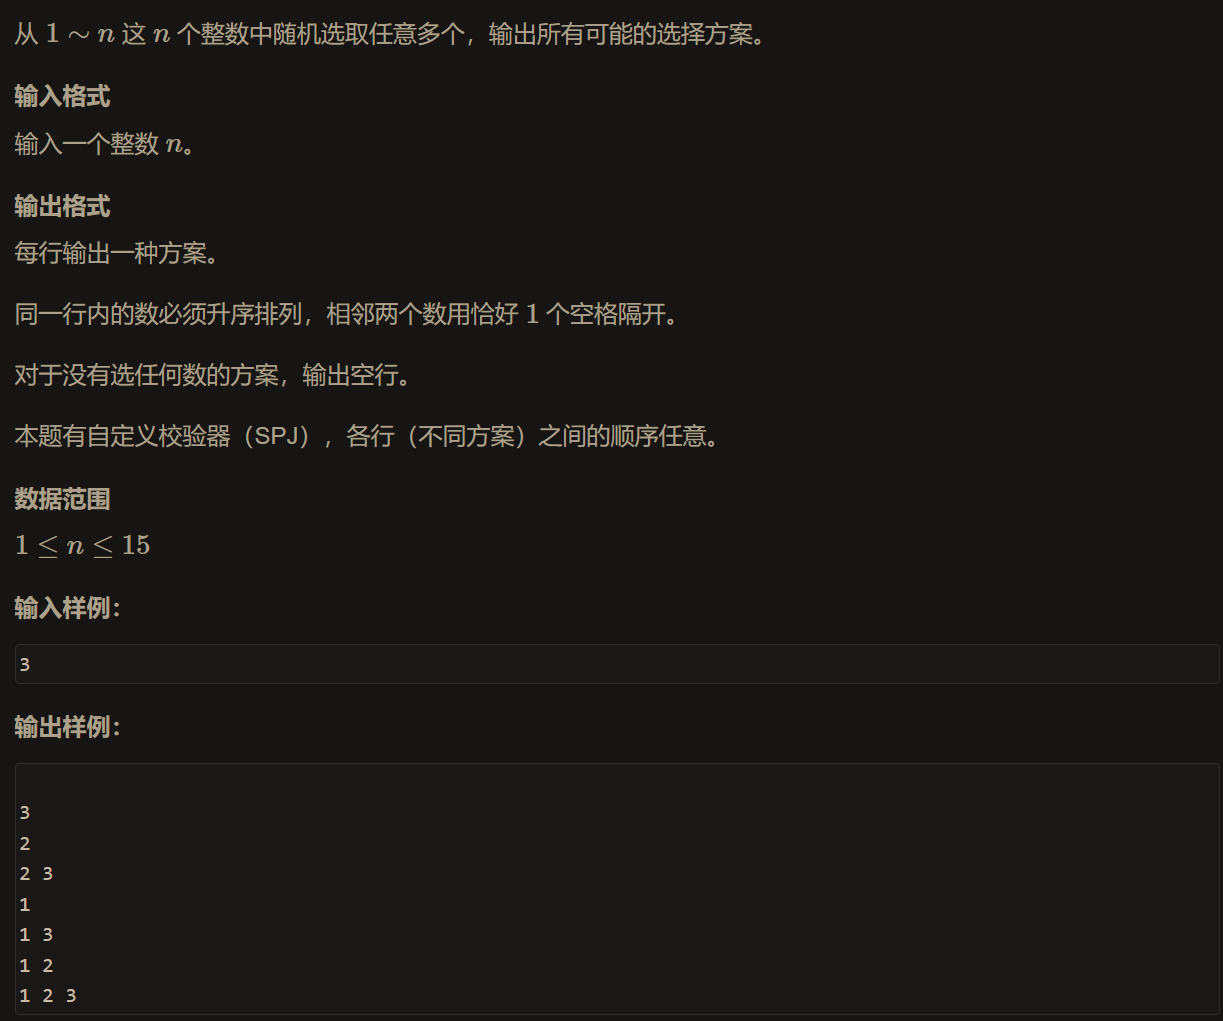 从 1 ∼ n 这 n 个整数中随机选取任意多个，输出所有可能的选择方案。
输入格式
输入一个整数 n。
输出格式
每行输出一种方案。
同一行内的数必须升序排列，相邻两个数用恰好 1 个空格隔开。
对于没有选任何数的方案，输出空行。
本题有自定义校验器（SPJ），各行（不同方案）之间的顺序任意。
数据范围
1 ≤ n ≤ 15
输入样例：
3
输出样例：
3
2
2 3
1
1 3
1 2
1 2 3